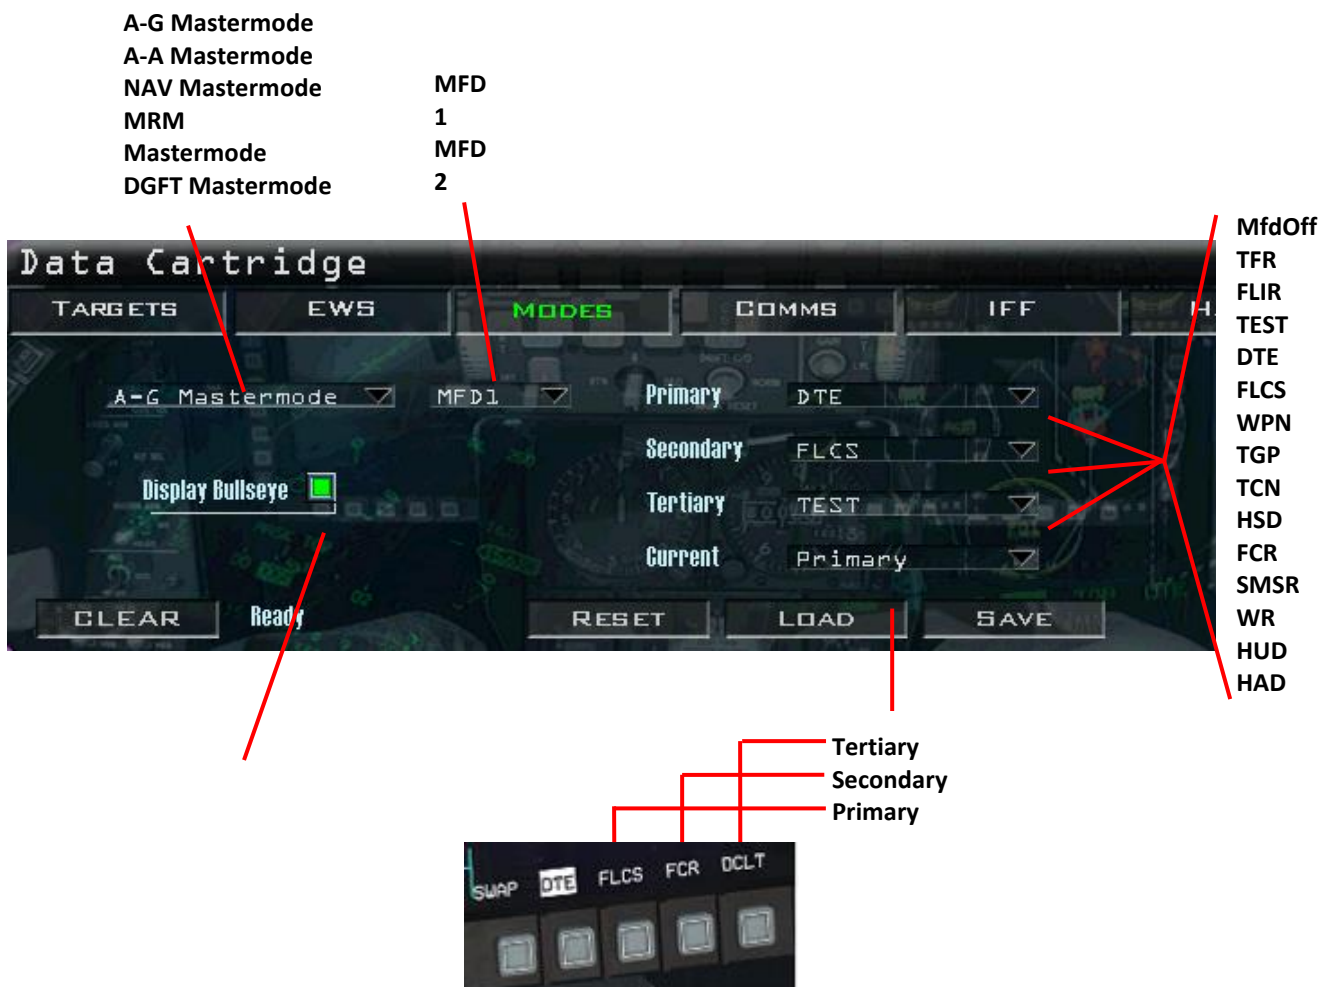 A-G Mastermode
A-A Mastermode
NAV Mastermode
MRM
Mastermode
DGFT Mastermode
MFD
1
MFD
2
MfdOff
TFR
FLIR
TEST
DTE
FLCS
WPN
TGP
TCN
HSD
FCR
SMSR
WR
HUD
HAD
Data Cartridge
TARGETS EWS MODES COMMS IFF
A-G Mastermode MFD1 Primary DTE
Secondary FLCS
Display Bullseye Tertiary TEST
Current Primary
CLEAR Ready RESET LOAD SAVE
Tertiary
Secondary
Primary
SWAP DTE FLCS FCR DCLT